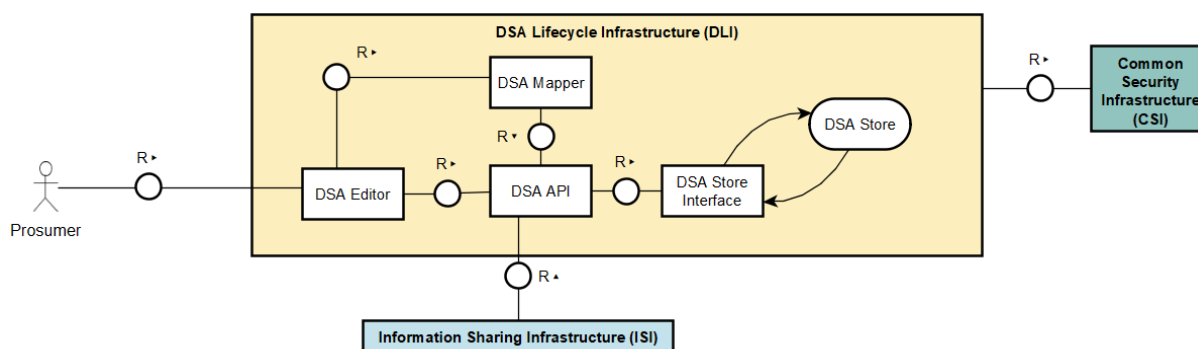 DSA Lifecycle Infrastructure (DLI)
R ▸
DSA Mapper
R ▸
Common
Security
Infrastructure
(CSI)
R ▾
DSA Store
R ▸
Prosumer
DSA Editor
R ▸
DSA API
R ▸
DSA Store
Interface
R ▴
Information Sharing Infrastructure (ISI)